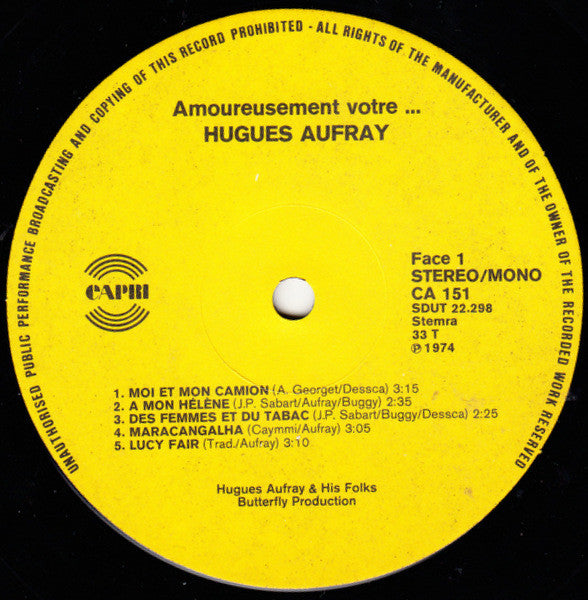 UNAUTHORISED PUBLIC PERFORMANCE BROADCASTING AND COPYING OF THIS RECORD PROHIBITED - ALL RIGHTS OF THE MANUFACTURER AND OF THE OWNER OF THE RECORDED WORK RESERVED
Amoureusement votre ...
HUGUES AUFRAY
CAPRI
Face 1
STEREO/MONO
CA 151
SDUT 22.298
Stemra
33 T
℗ 1974
1. MOI ET MON CAMION (A. Georget/Dessca) 3:15
2. A MON HÉLÈNE (J.P. Sabart/Aufray/Buggy) 2:35
3. DES FEMMES ET DU TABAC (J.P. Sabart/Buggy/Dessca) 2:25
4. MARACANGALHA (Caymmi/Aufray) 3:05
5. LUCY FAIR (Trad./Aufray) 3:10
Hugues Aufray & His Folks
Butterfly Production